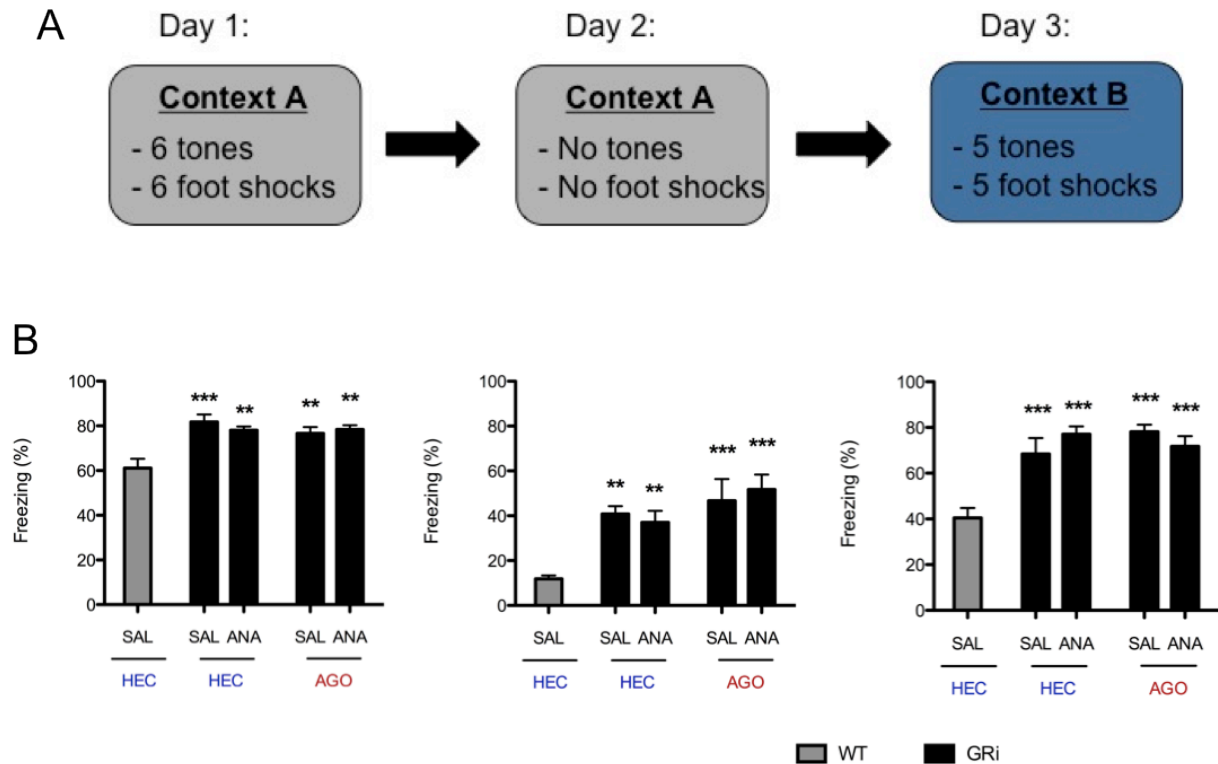 A
Day 1:
Day 2:
Day 3:
Context A
- 6 tones
- 6 foot shocks
Context A
- No tones
- No foot shocks
Context B
- 5 tones
- 5 foot shocks
B
Freezing (%)
100
80
60
40
20
0
***
**
**
**
SAL
SAL ANA
SAL ANA
HEC
HEC
AGO
Freezing (%)
100
80
60
40
20
0
**
**
***
***
SAL
SAL ANA
SAL ANA
HEC
HEC
AGO
Freezing (%)
100
80
60
40
20
0
***
***
***
***
SAL
SAL ANA
SAL ANA
HEC
HEC
AGO
WT
GRi